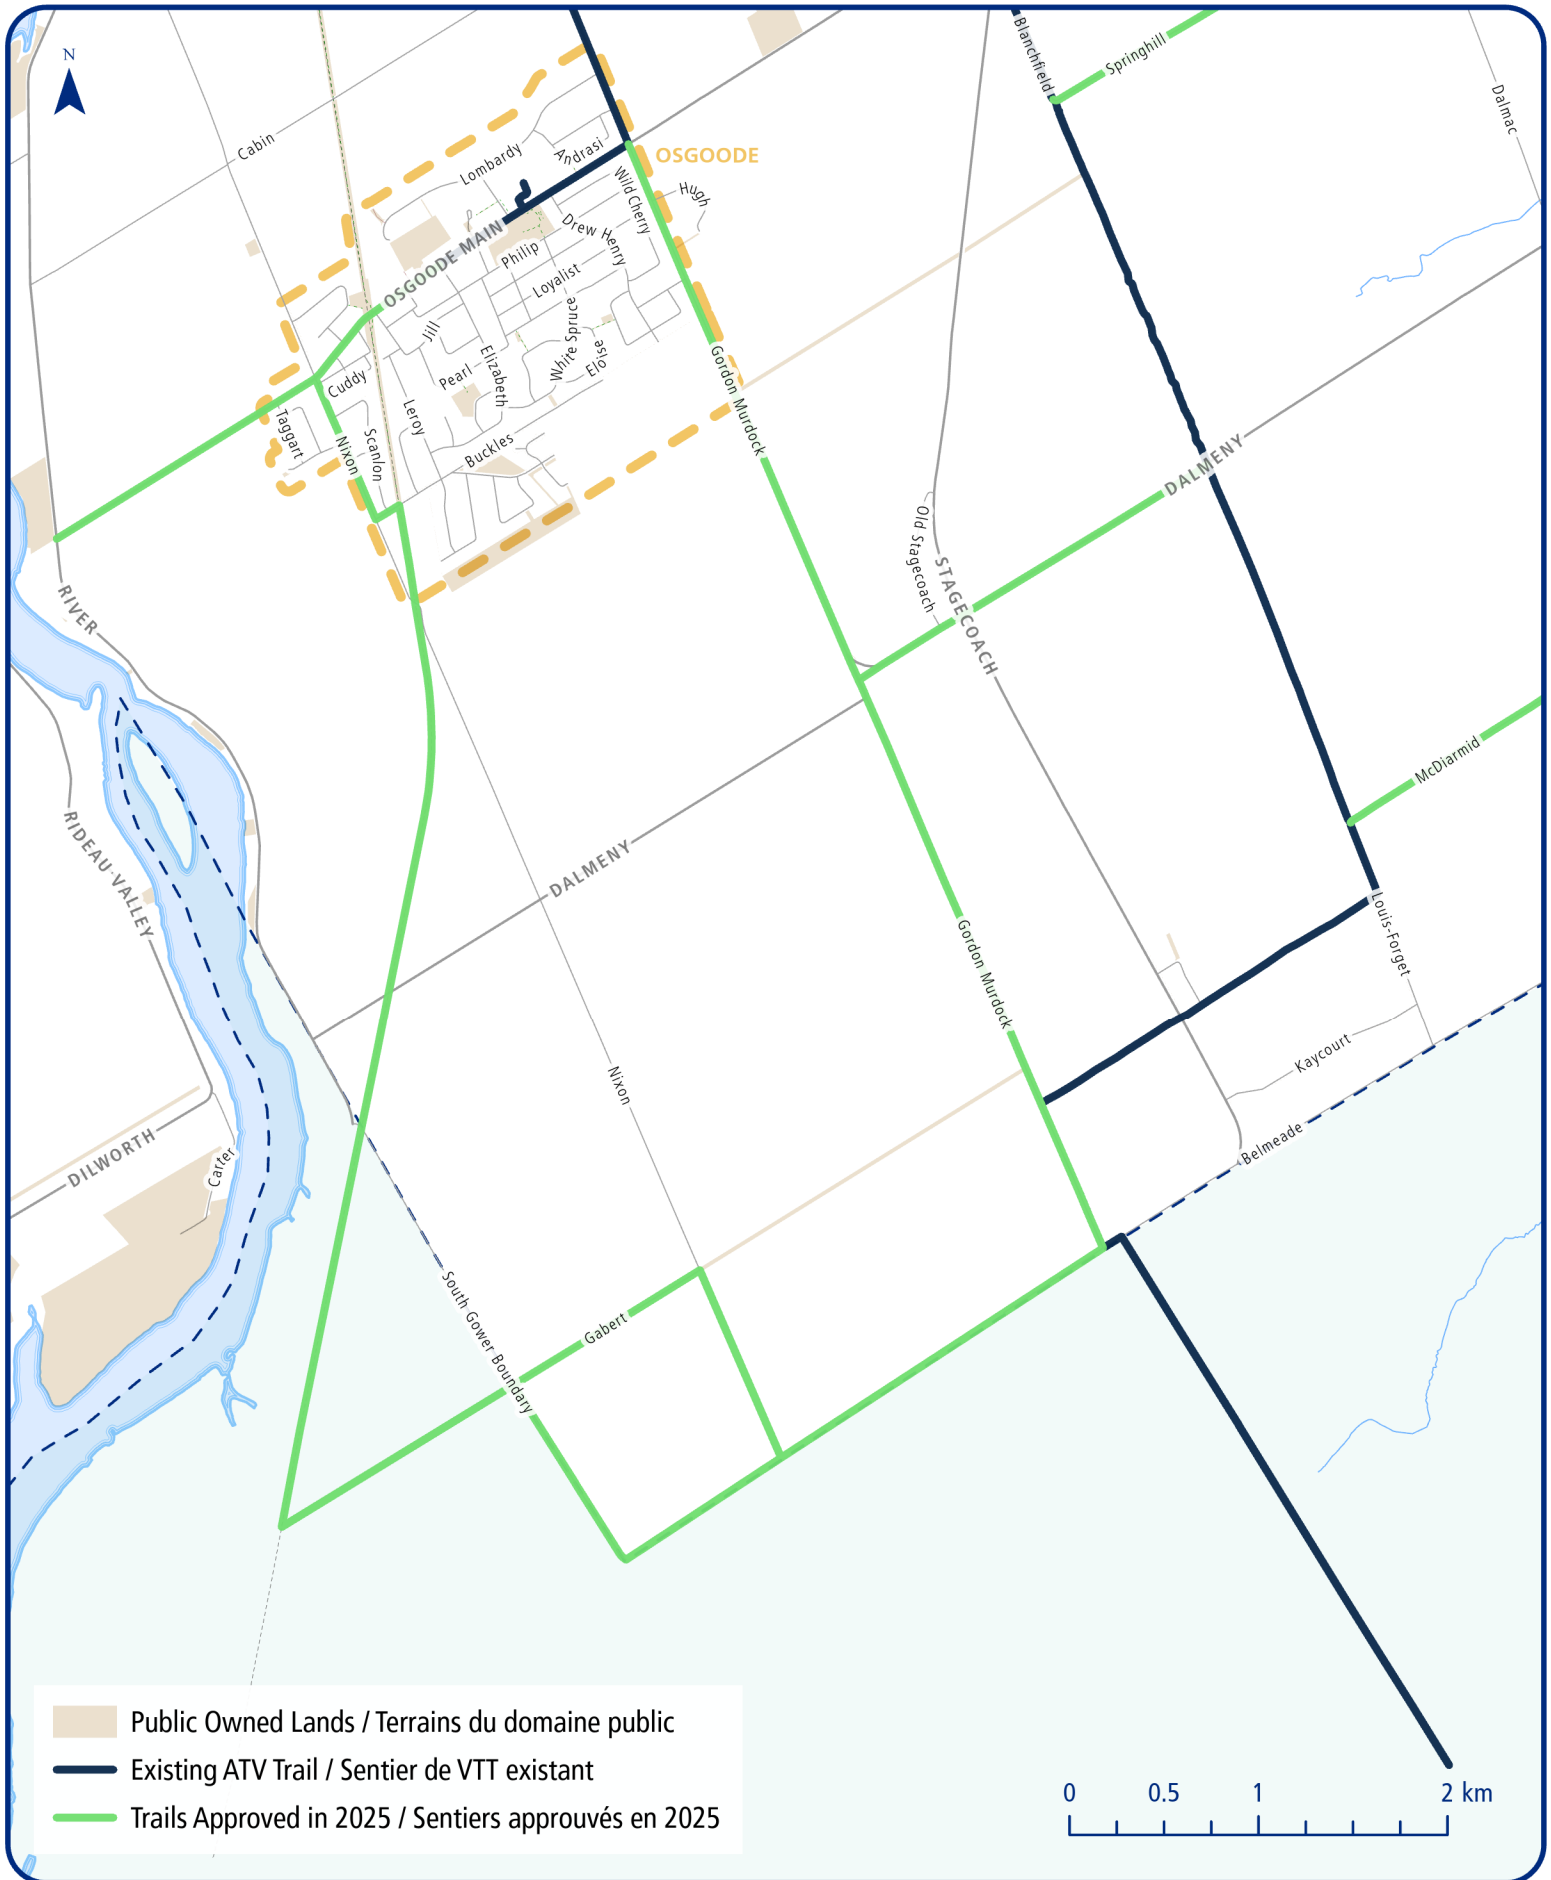 N
Blanchfield
Springhill
Dalmac
Cabin
Lombardy
Andrasi
OSGOODE
Wild Cherry
Hugh
OSGOODE MAIN
Drew Henry
Philip
Loyalist
Jill
White Spruce
Elizabeth
Pearl
Eloise
Cuddy
Leroy
Taggart
Nixon
Scanlon
Buckles
Gordon Murdock
DALMENY
Old Stagecoach
STAGECOACH
RIVER
McDiarmid
RIDEAU VALLEY
DALMENY
Gordon Murdock
Louis-Forget
Nixon
Kaycourt
DILWORTH
Carter
Belmeade
South Gower Boundary
Gabert
Public Owned Lands / Terrains du domaine public
Existing ATV Trail / Sentier de VTT existant
Trails Approved in 2025 / Sentiers approuvés en 2025
0 0.5 1 2 km